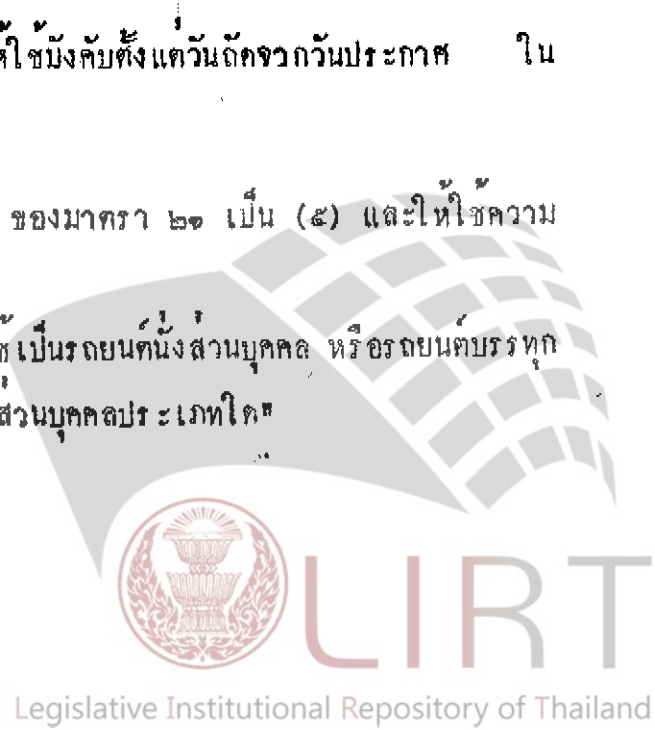 ห้ใช้บังคับตั้งแต่วันถัดจากวันประกาศ ใน
ของมาตรา ๒๑ เป็น (๕) และให้ใช้ความ
ช้เป็นรถยนต์นั่งส่วนบุคคล หรือรถยนต์บรรทุก
ส่วนบุคคลประเภทใด"
LIRT
Legislative Institutional Repository of Thailand